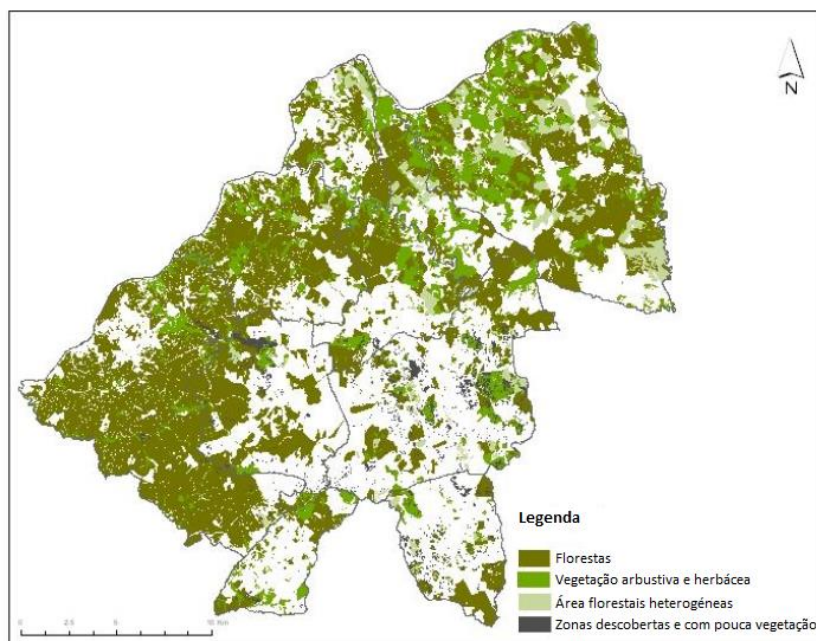 N
Legenda
Florestas
Vegetação arbustiva e herbácea
Área florestais heterogéneas
Zonas descobertas e com pouca vegetação
0 2.5 5 10 Km